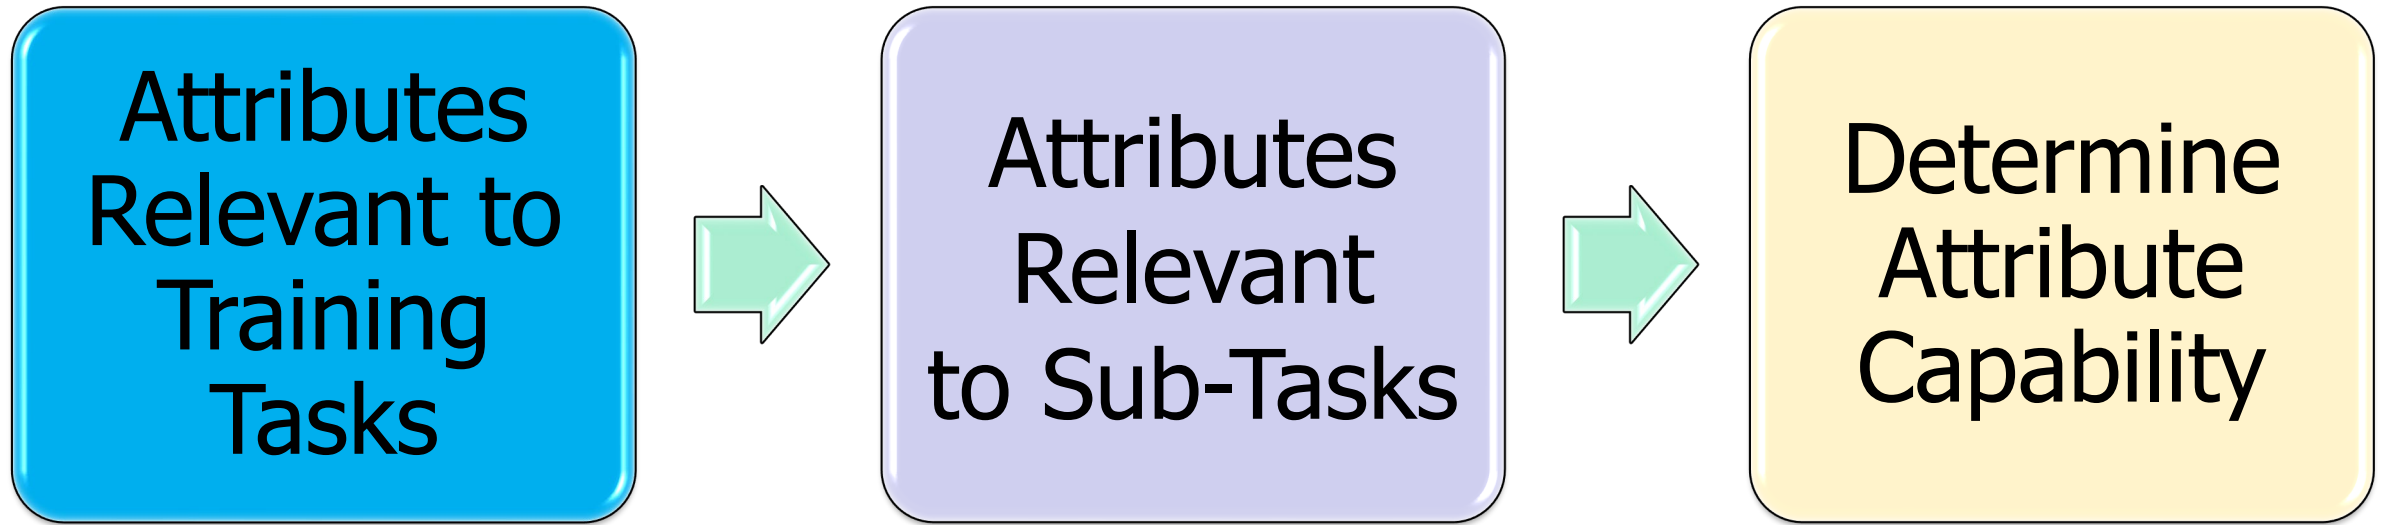 Attributes
Relevant to
Training
Tasks
Attributes
Relevant
to Sub-Tasks
Determine
Attribute
Capability